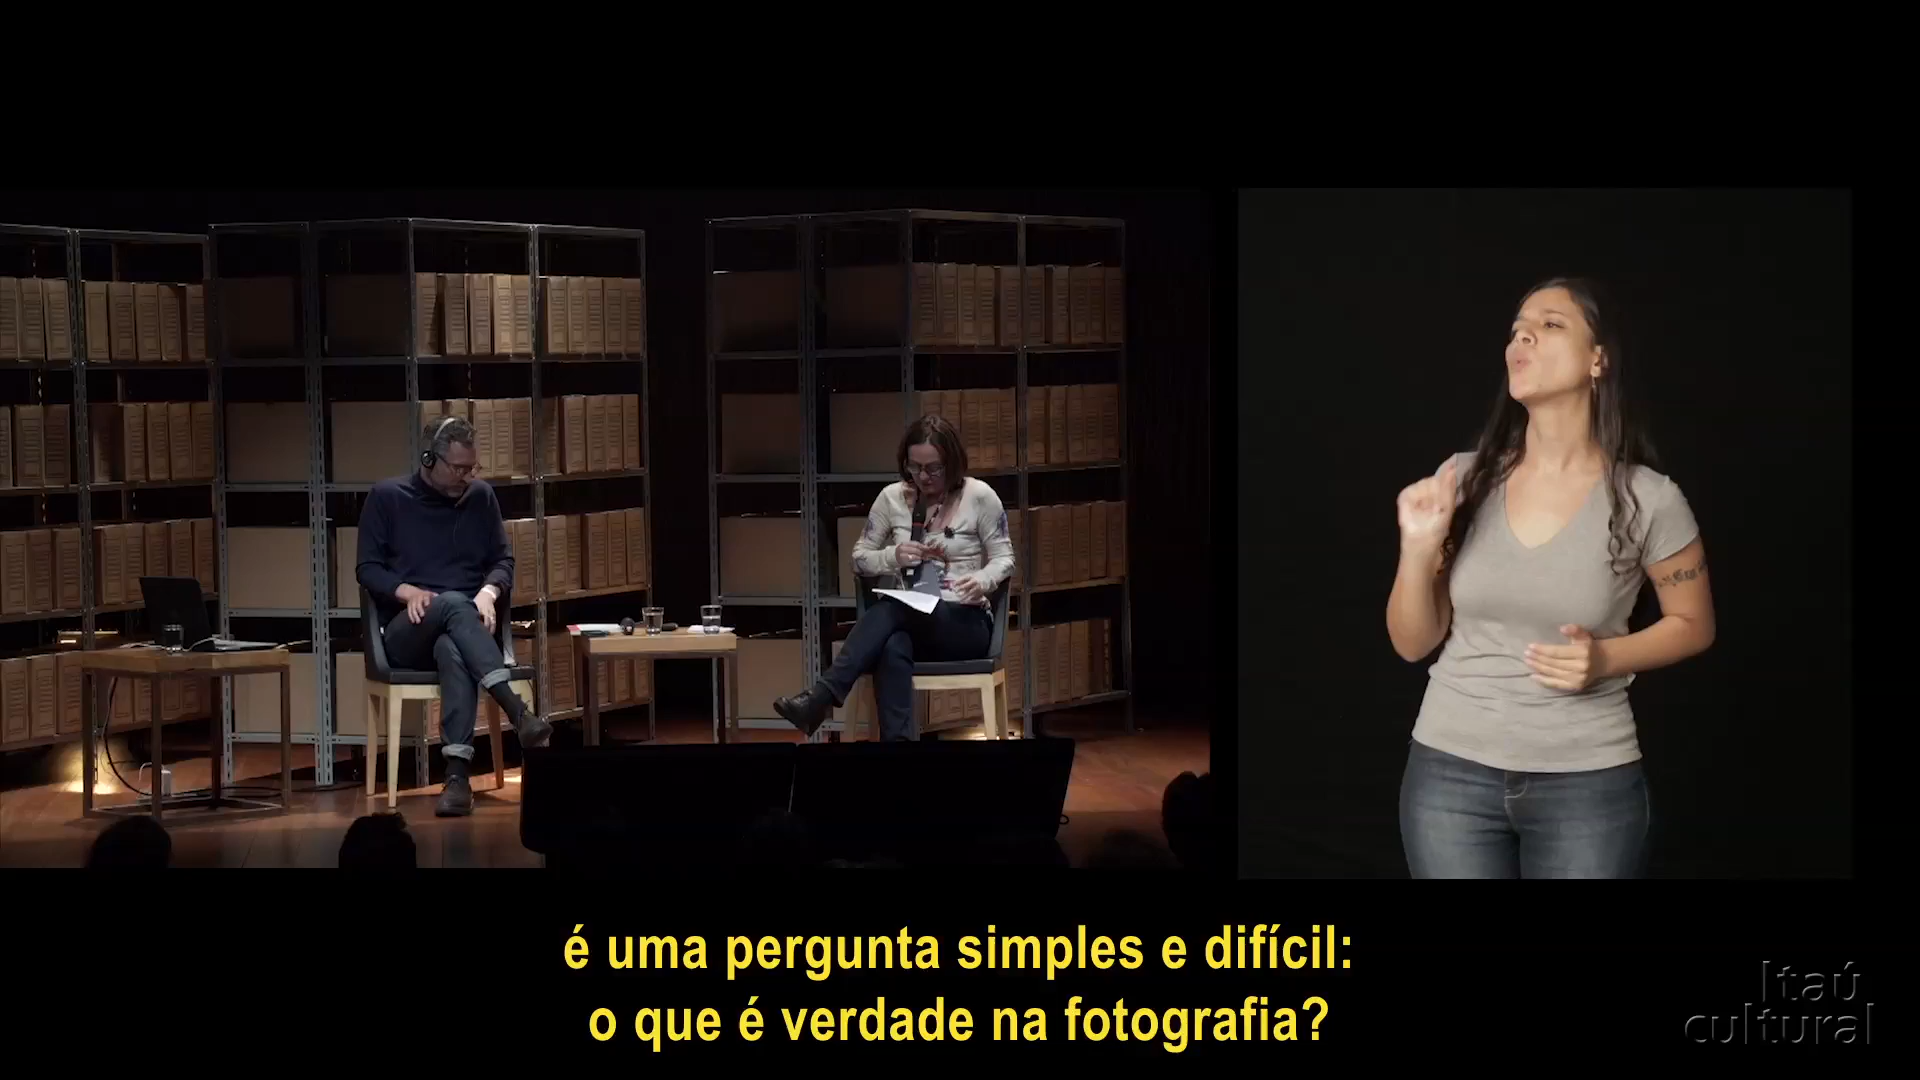 é uma pergunta simples e difícil:
o que é verdade na fotografia?
Itaú
cultural